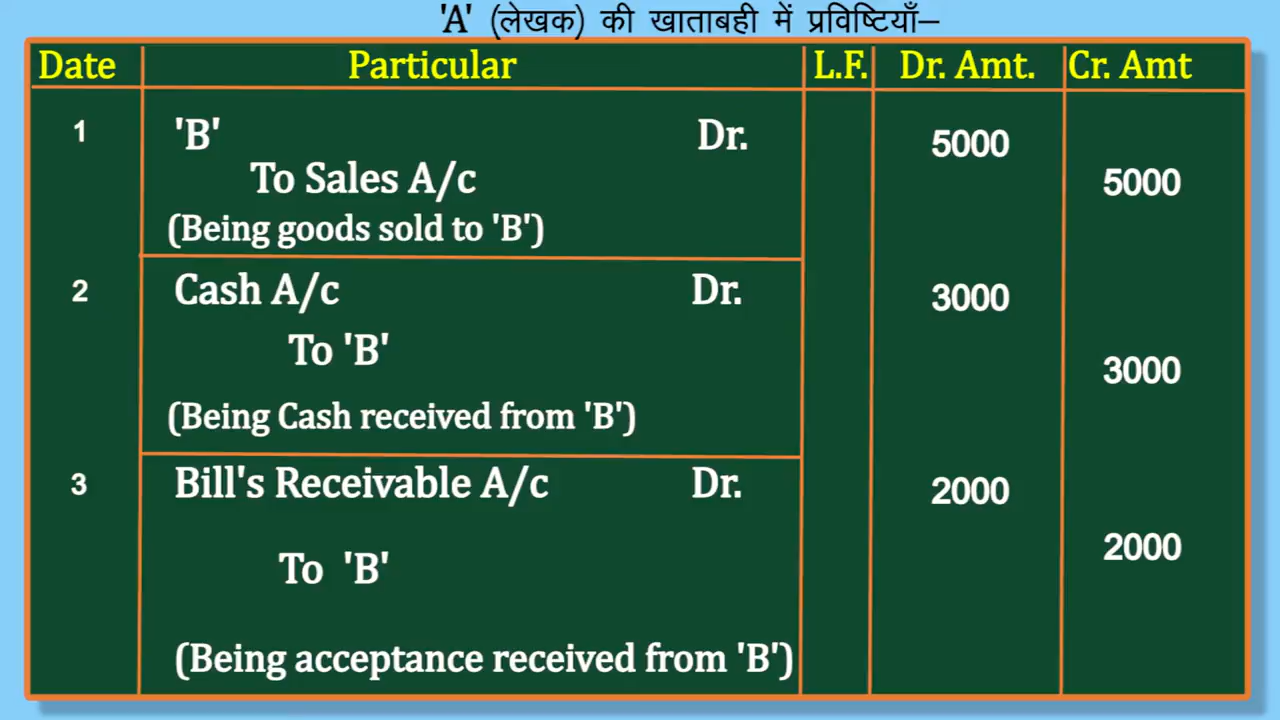 'A' (लेखक) की खाताबही में प्रविष्टियाँ–
Date Particular L.F. Dr. Amt. Cr. Amt
1 'B' Dr. 5000
To Sales A/c 5000
(Being goods sold to 'B')
2 Cash A/c Dr. 3000
To 'B' 3000
(Being Cash received from 'B')
3 Bill's Receivable A/c Dr. 2000
To 'B' 2000
(Being acceptance received from 'B')